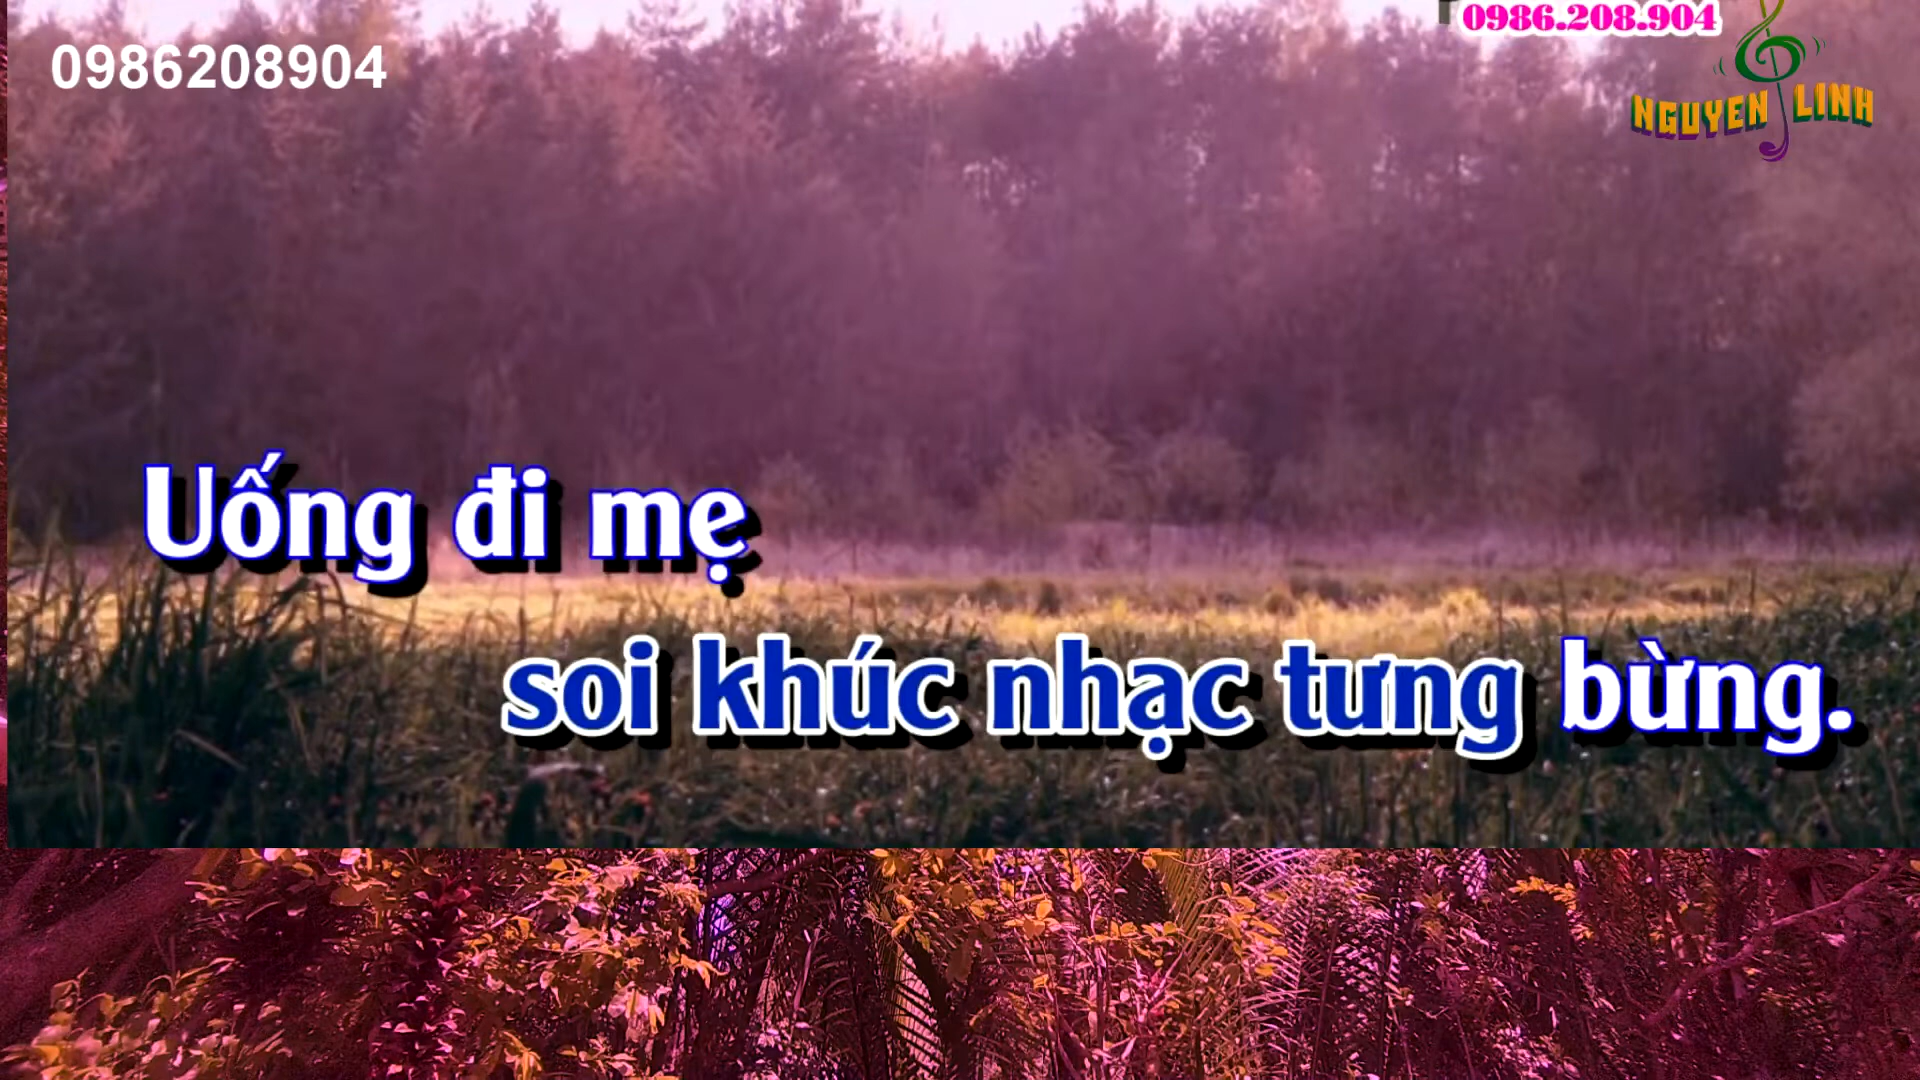 0986.208.904
0986208904
NGUYEN LINH
Uống đi mẹ
soi khúc nhạc tưng bừng.